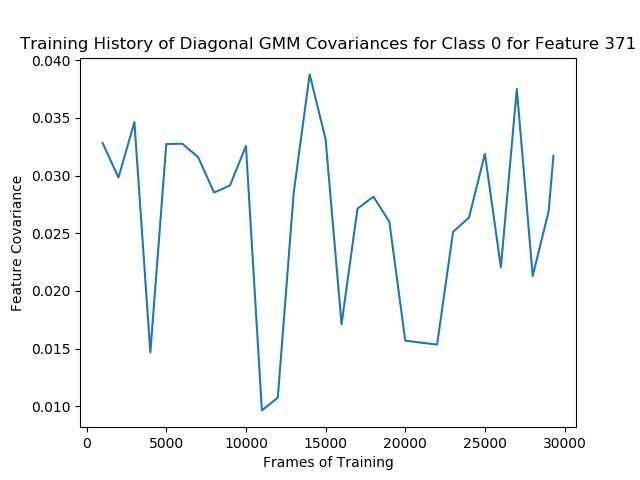 Training History of Diagonal GMM Covariances for Class 0 for Feature 371
0.040
0.035
0.030
0.025
0.020
0.015
0.010
Feature Covariance
0 5000 10000 15000 20000 25000 30000
Frames of Training